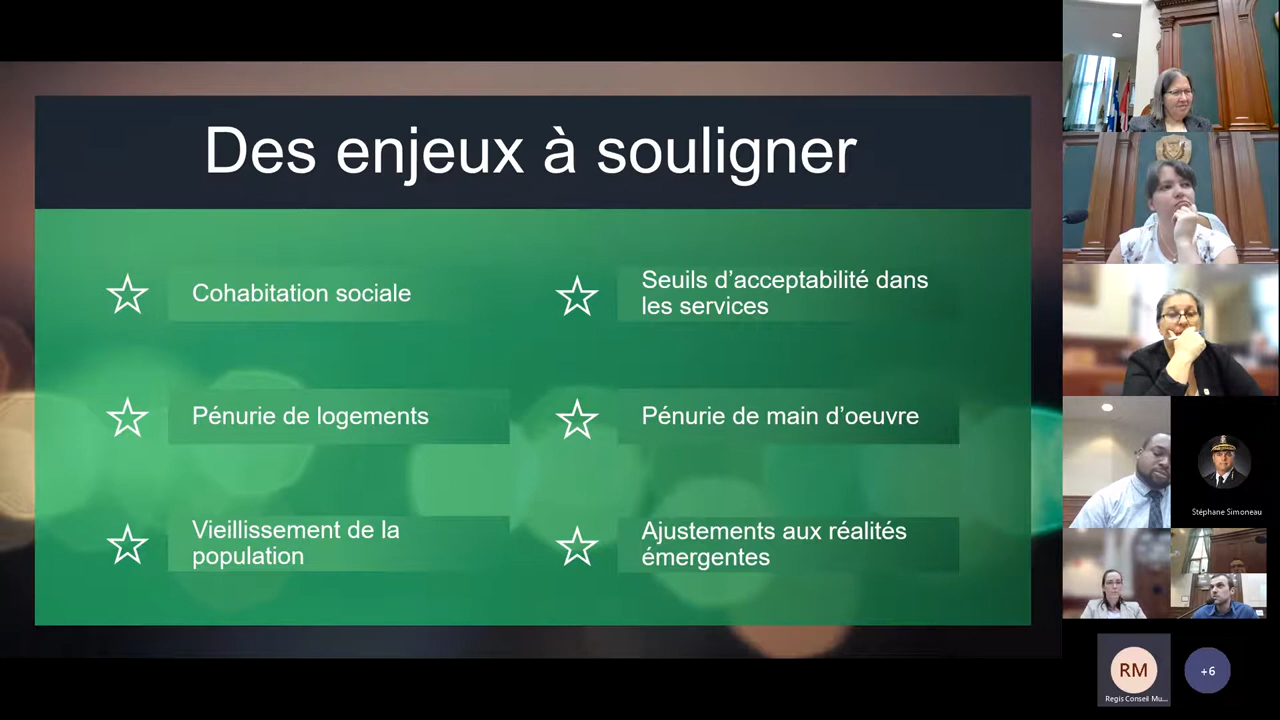 Des enjeux à souligner
Cohabitation sociale
Seuils d’acceptabilité dans
les services
Pénurie de logements
Pénurie de main d’oeuvre
Vieillissement de la
population
Ajustements aux réalités
émergentes
Stéphane Simoneau
RM
Regis Conseil Mu...
+6